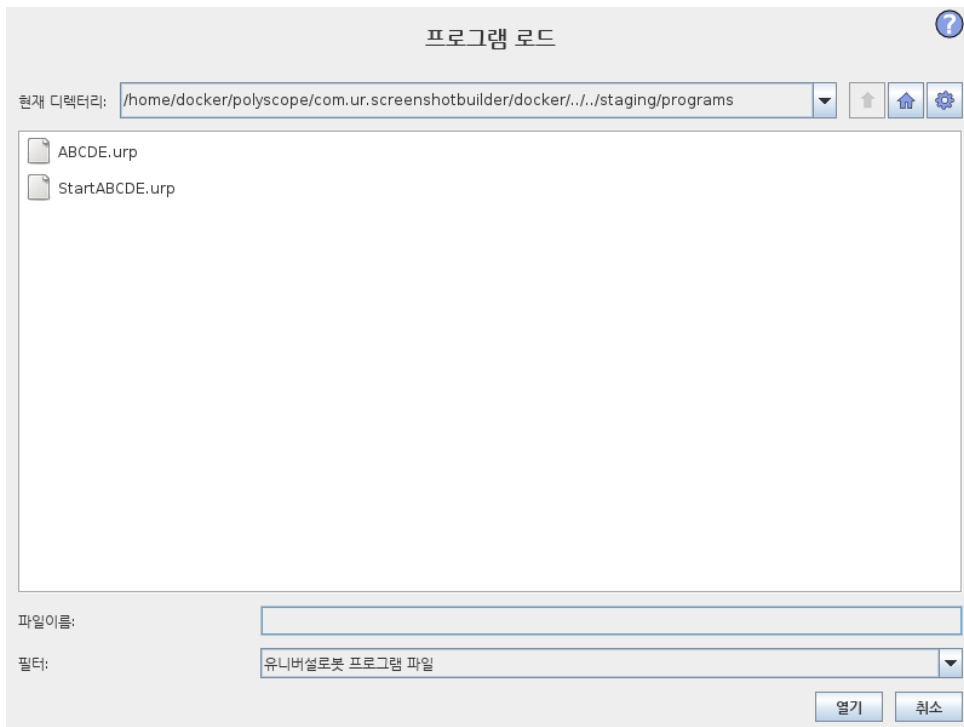 프로그램 로드
?
현재 디렉터리: /home/docker/polyscope/com.ur.screenshotbuilder/docker/../../staging/programs
ABCDE.urp
StartABCDE.urp
파일이름:
필터: 유니버설로봇 프로그램 파일
열기 취소